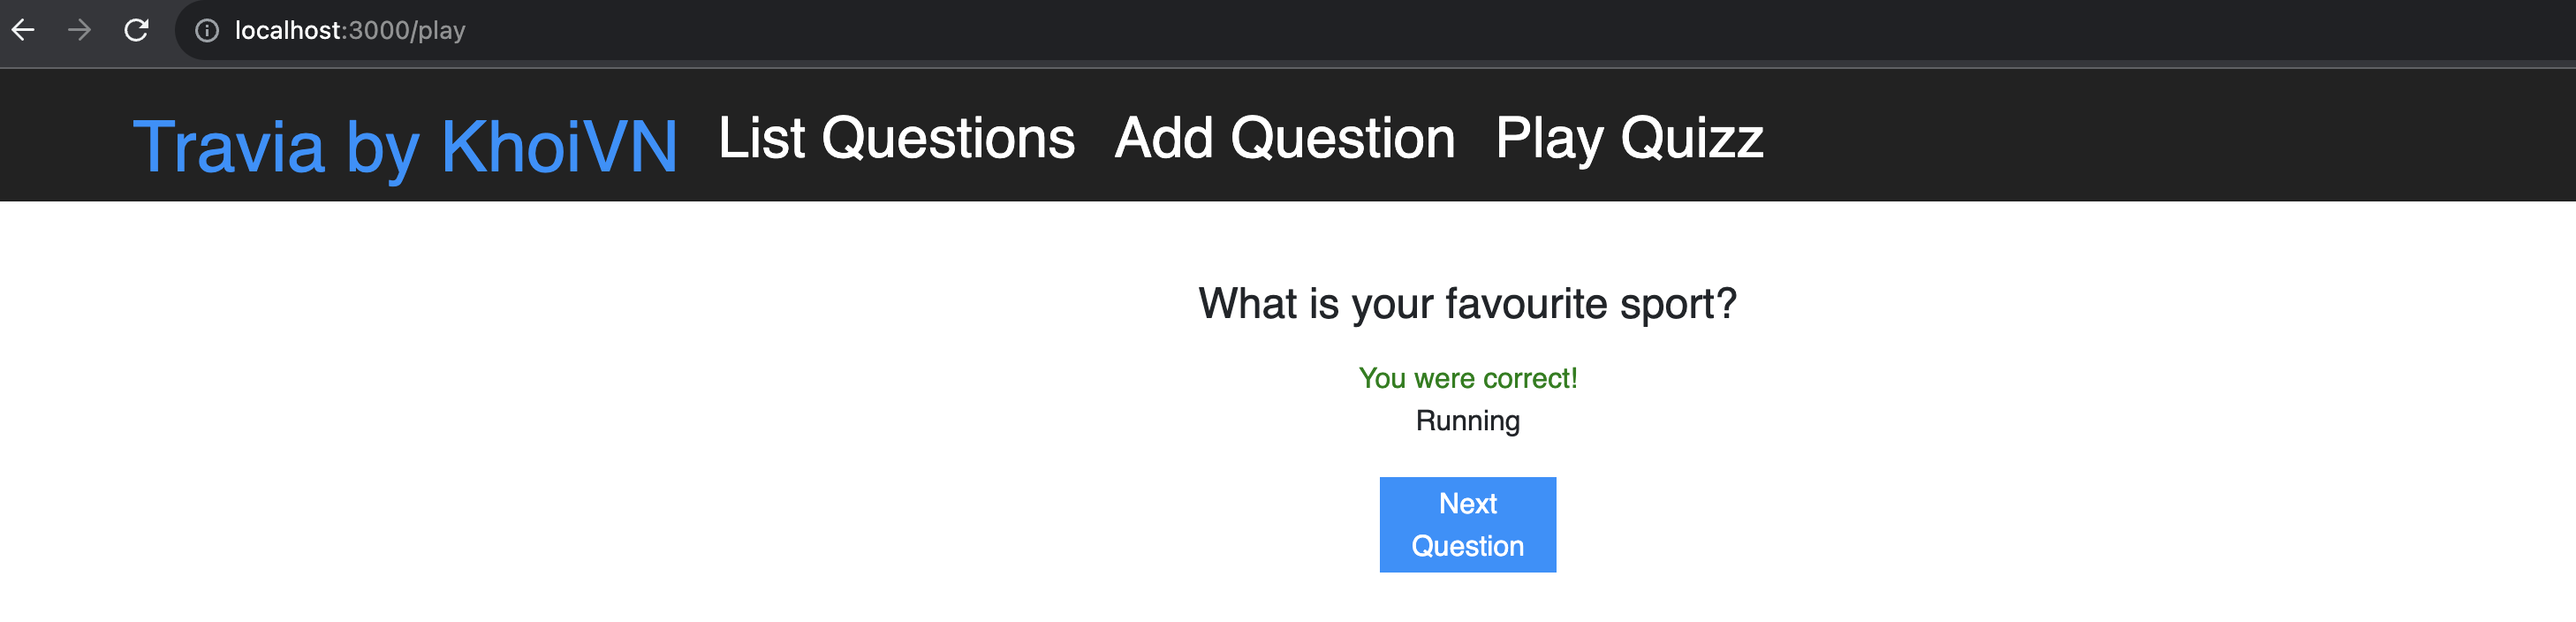 localhost:3000/play
Travia by KhoiVN List Questions Add Question Play Quizz
What is your favourite sport?
You were correct!
Running
Next
Question